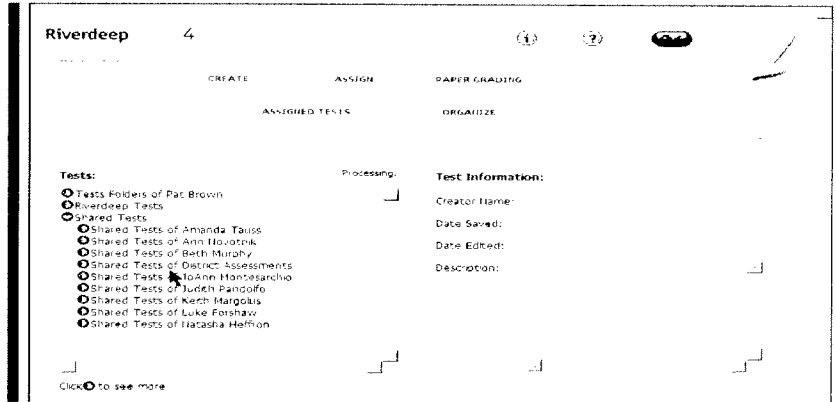 Riverdeep 4
CREATE ASSIGN PAPER GRADING
ASSIGNED TESTS ORGANIZE
Tests: Processing.
Tests Folders of Pat Brown
Riverdeep Tests
Shared Tests
Shared Tests of Amanda Tauss
Shared Tests of Ann Novotnik
Shared Tests of Beth Murphy
Shared Tests of District Assessments
Shared Tests JoAnn Montesarchio
Shared Tests of Judith Pandolfo
Shared Tests of Keith Margolus
Shared Tests of Luke Forshaw
Shared Tests of Natasha Heffion
Click to see more
Test Information:
Creator Name:
Date Saved:
Date Edited:
Description: